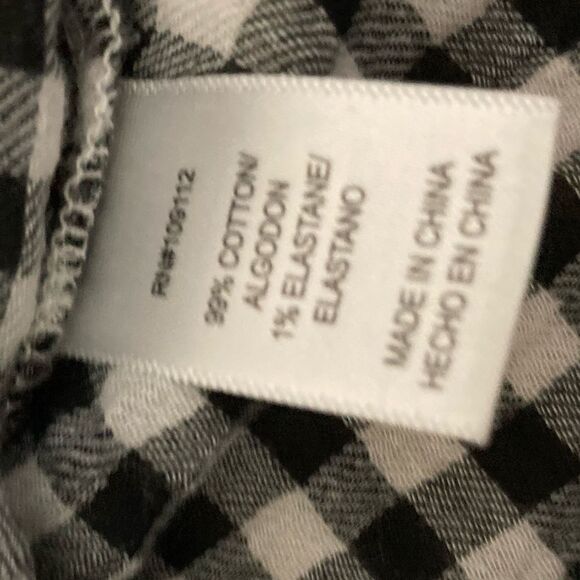 RN#109112
99% COTTON/
ALGODON
1% ELASTANE/
ELASTANO
MADE IN CHINA
HECHO EN CHINA